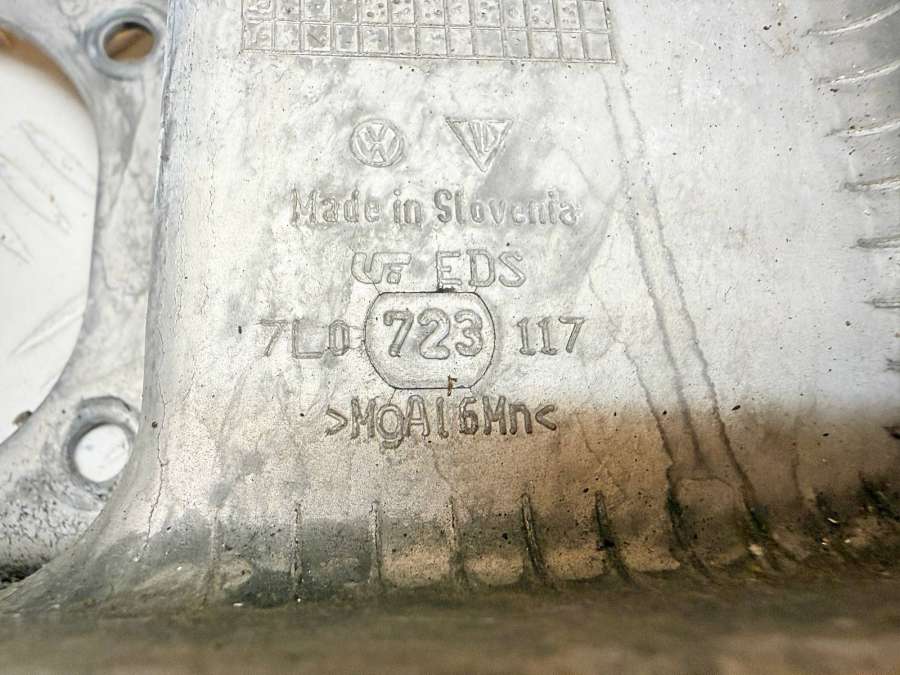 Made in Slovenia
EDS
7L0 723 117
>MgAl6Mn<